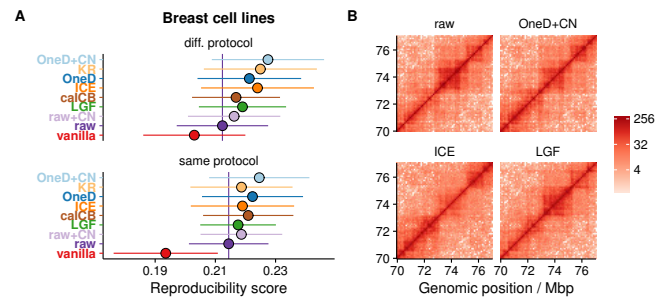 A
Breast cell lines
diff. protocol
OneD+CN
KR
OneD
ICE
calCB
LGF
raw+CN
raw
vanilla
same protocol
OneD+CN
KR
OneD
ICE
calCB
LGF
raw+CN
raw
vanilla
0.19 0.21 0.23
Reproducibility score
B
raw OneD+CN
76
74
72
70
ICE LGF
76
74
72
70
70 72 74 76 70 72 74 76
Genomic position / Mbp
256
32
4